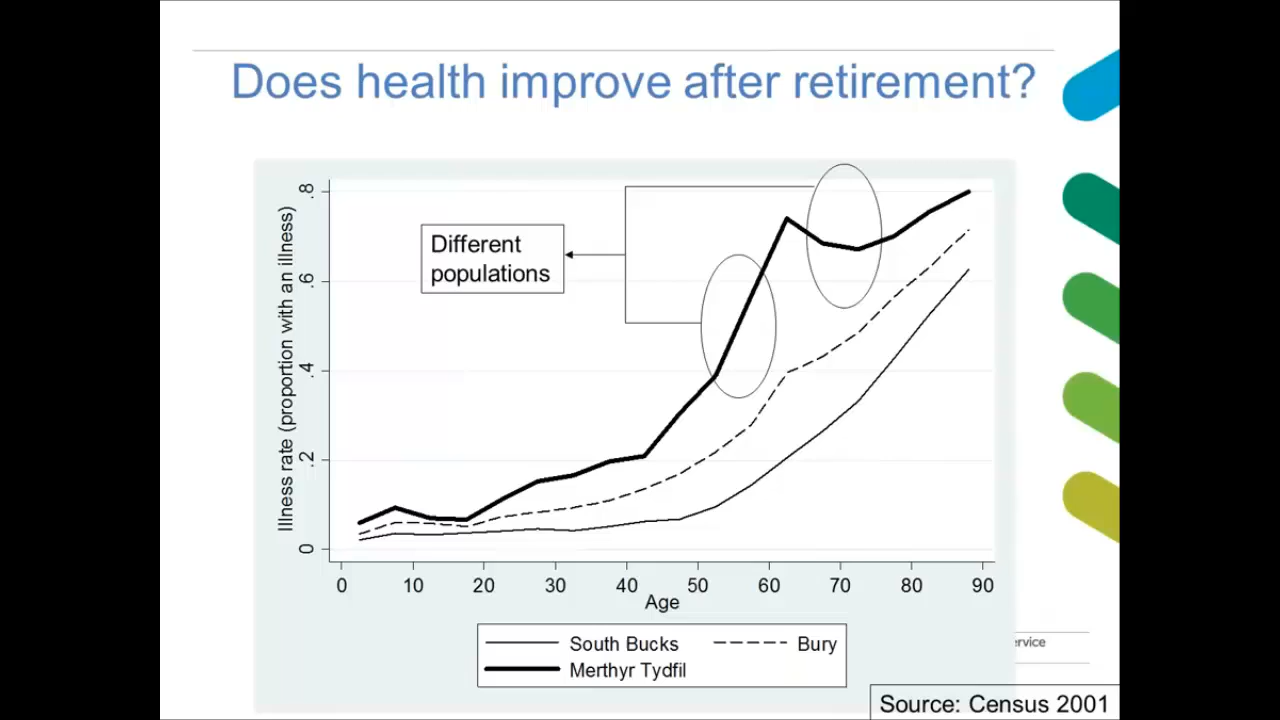 Does health improve after retirement?
Different
populations
Illness rate (proportion with an illness)
.8
.6
.4
.2
0
0 10 20 30 40 50 60 70 80 90
Age
South Bucks Bury
Merthyr Tydfil
Source: Census 2001